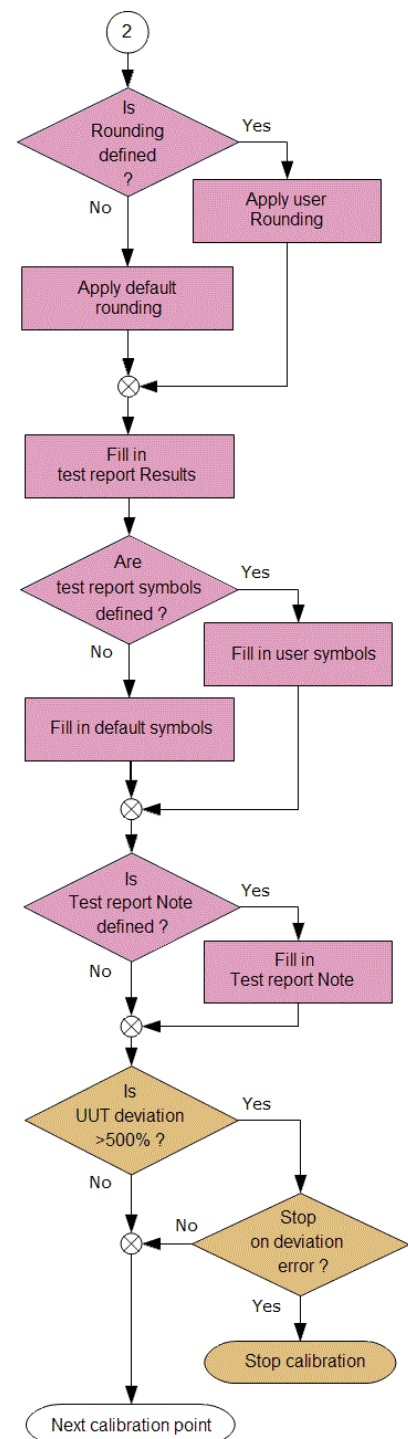 2
Is
Rounding
defined
?
Yes
No
Apply user
Rounding
Apply default
rounding
Fill in
test report Results
Are
test report symbols
defined ?
Yes
No
Fill in user symbols
Fill in default symbols
Is
Test report Note
defined ?
Yes
No
Fill in
Test report Note
Is
UUT deviation
>500% ?
Yes
No
Stop
on deviation
error ?
No
Yes
Stop calibration
Next calibration point